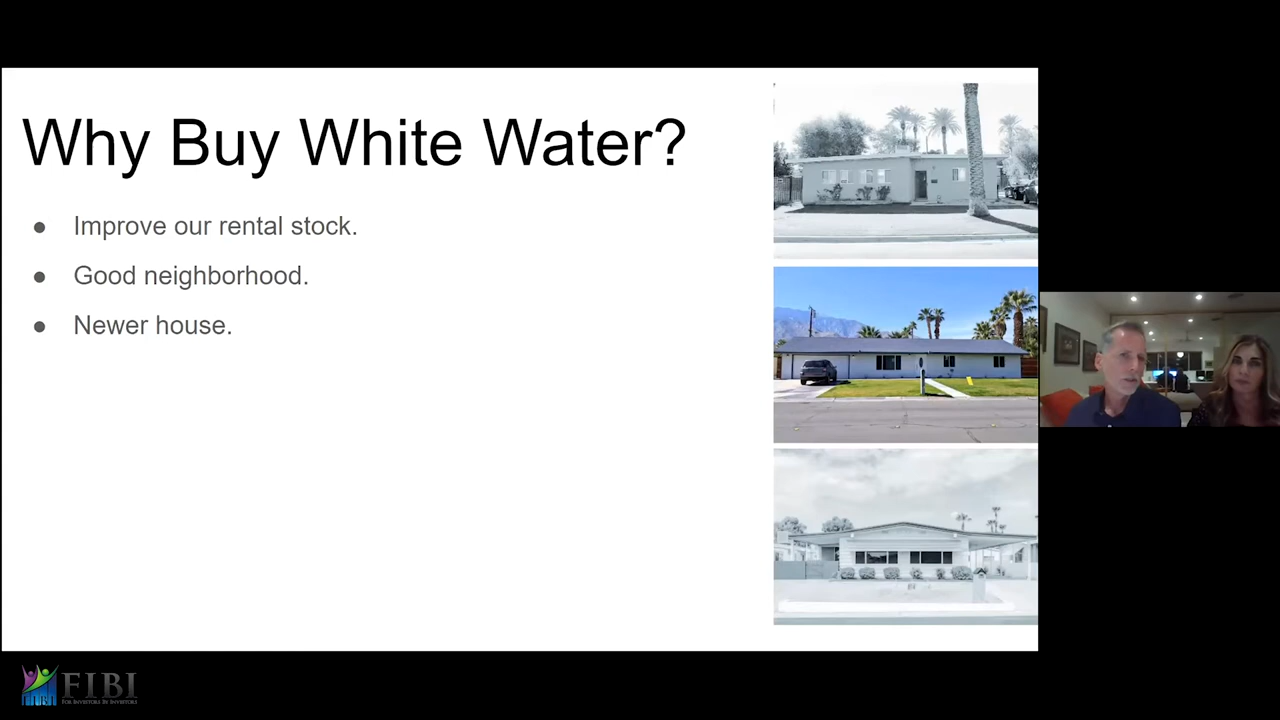 Why Buy White Water?
● Improve our rental stock.
● Good neighborhood.
● Newer house.
FIBI
FOR INVESTORS BY INVESTORS